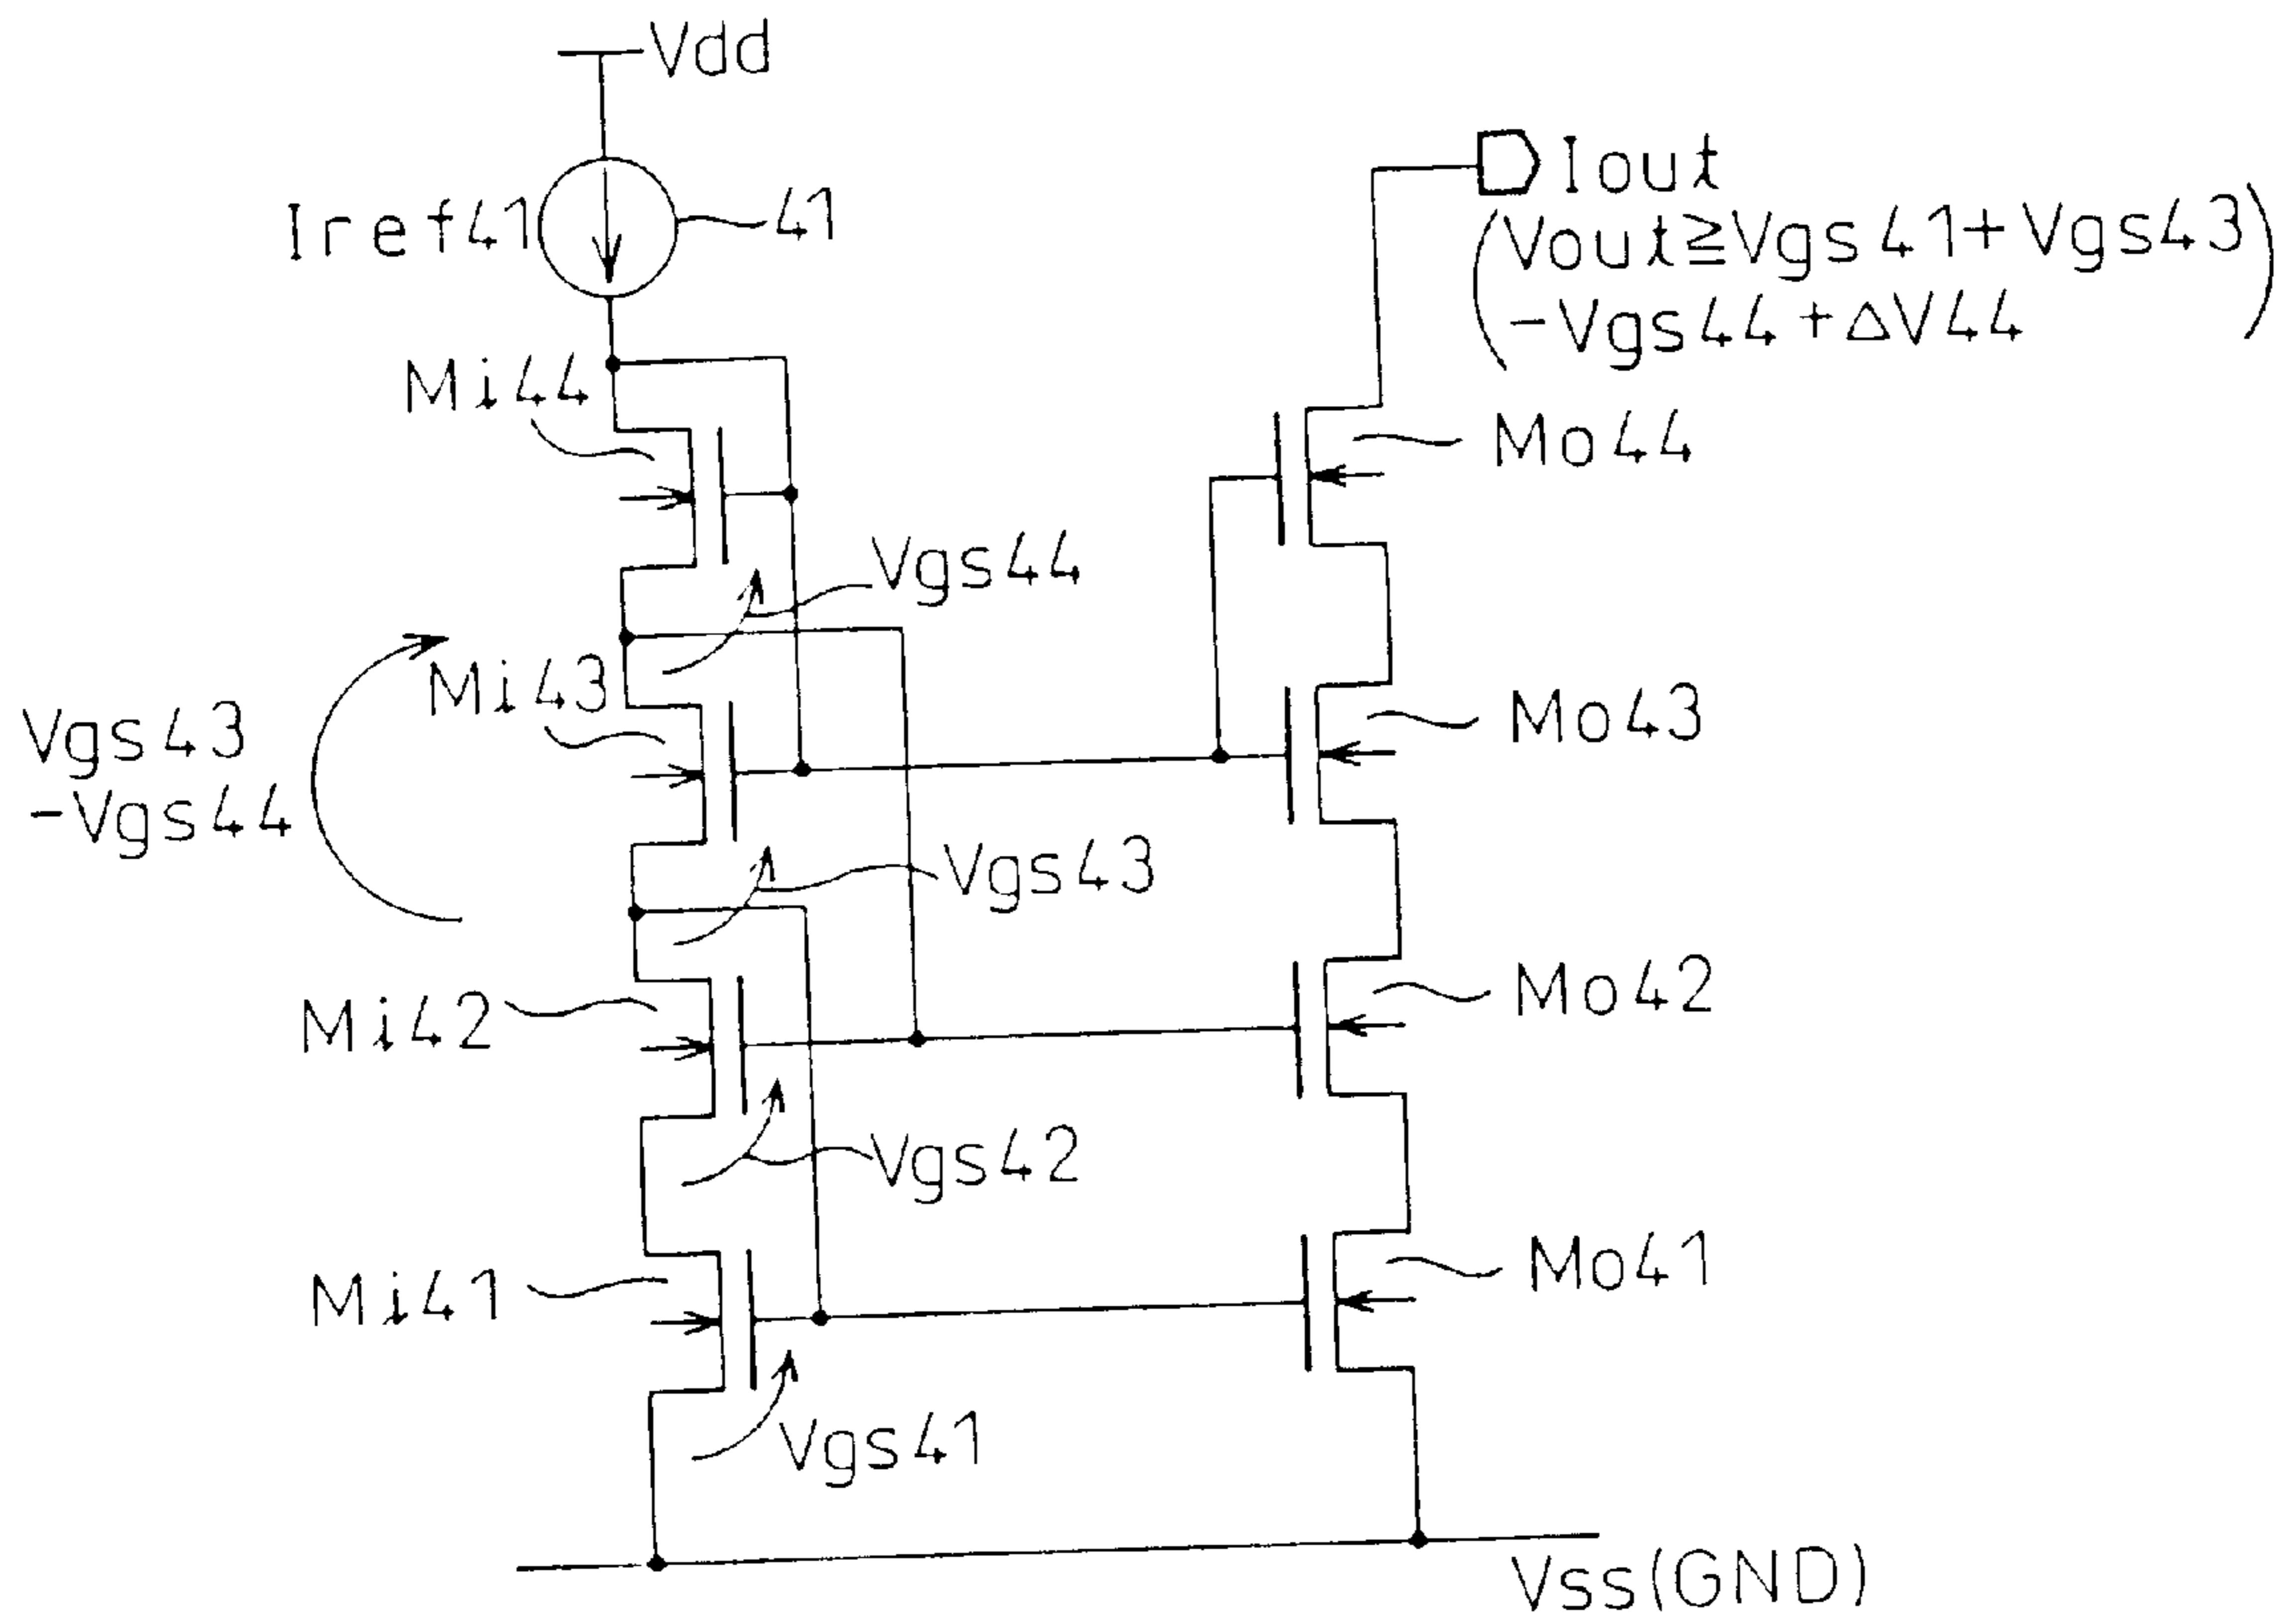 Vdd
Iref41
41
Iout
(Vout≧Vgs41+Vgs43
-Vgs44+ΔV44)
Mi44
Mo44
Vgs44
Mi43
Mo43
Vgs43
-Vgs44
Vgs43
Mi42
Mo42
Vgs42
Mi41
Mo41
Vgs41
Vss(GND)